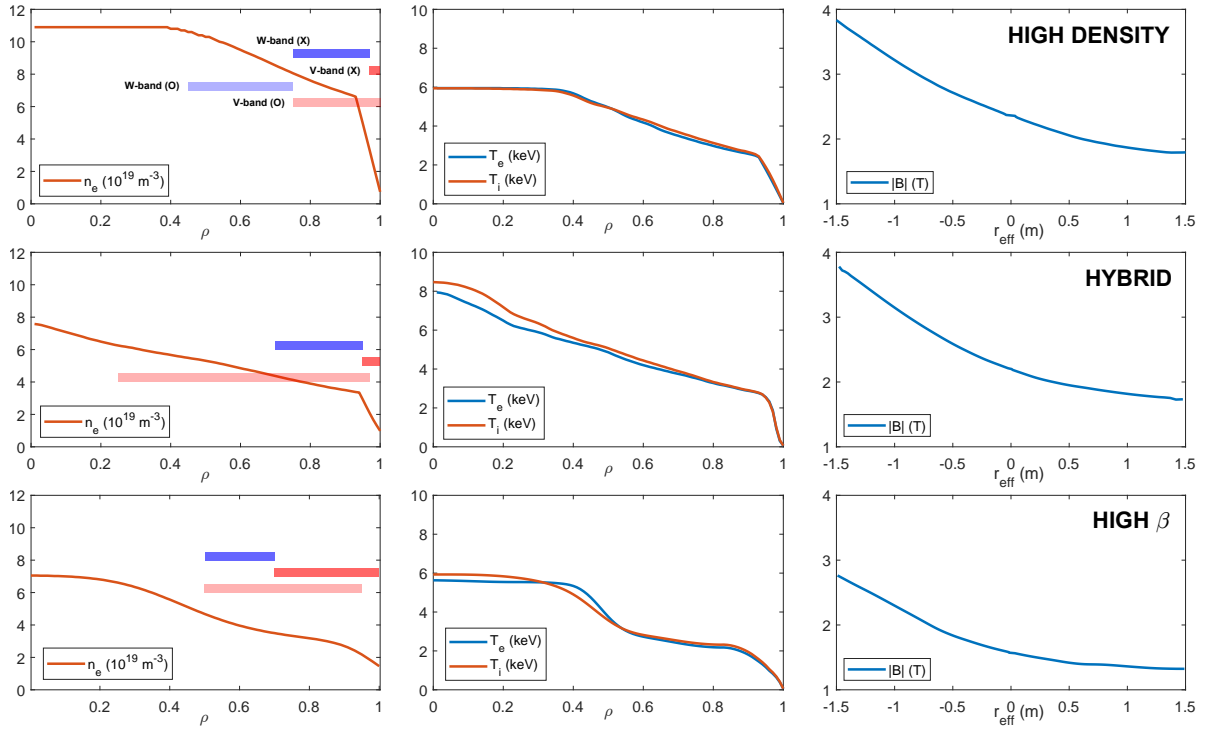 HIGH DENSITY
12
10
8
6
4
2
0
W-band (X)
V-band (X)
W-band (O)
V-band (O)
n_e (10^19 m^-3)
0 0.2 0.4 0.6 0.8 1
ρ
10
8
6
4
2
0
T_e (keV)
T_i (keV)
0 0.2 0.4 0.6 0.8 1
ρ
4
3
2
1
|B| (T)
-1.5 -1 -0.5 0 0.5 1 1.5
r_eff (m)
HYBRID
12
10
8
6
4
2
0
n_e (10^19 m^-3)
0 0.2 0.4 0.6 0.8 1
ρ
10
8
6
4
2
0
T_e (keV)
T_i (keV)
0 0.2 0.4 0.6 0.8 1
ρ
4
3
2
1
|B| (T)
-1.5 -1 -0.5 0 0.5 1 1.5
r_eff (m)
HIGH β
12
10
8
6
4
2
0
n_e (10^19 m^-3)
0 0.2 0.4 0.6 0.8 1
ρ
10
8
6
4
2
0
T_e (keV)
T_i (keV)
0 0.2 0.4 0.6 0.8 1
ρ
4
3
2
1
|B| (T)
-1.5 -1 -0.5 0 0.5 1 1.5
r_eff (m)